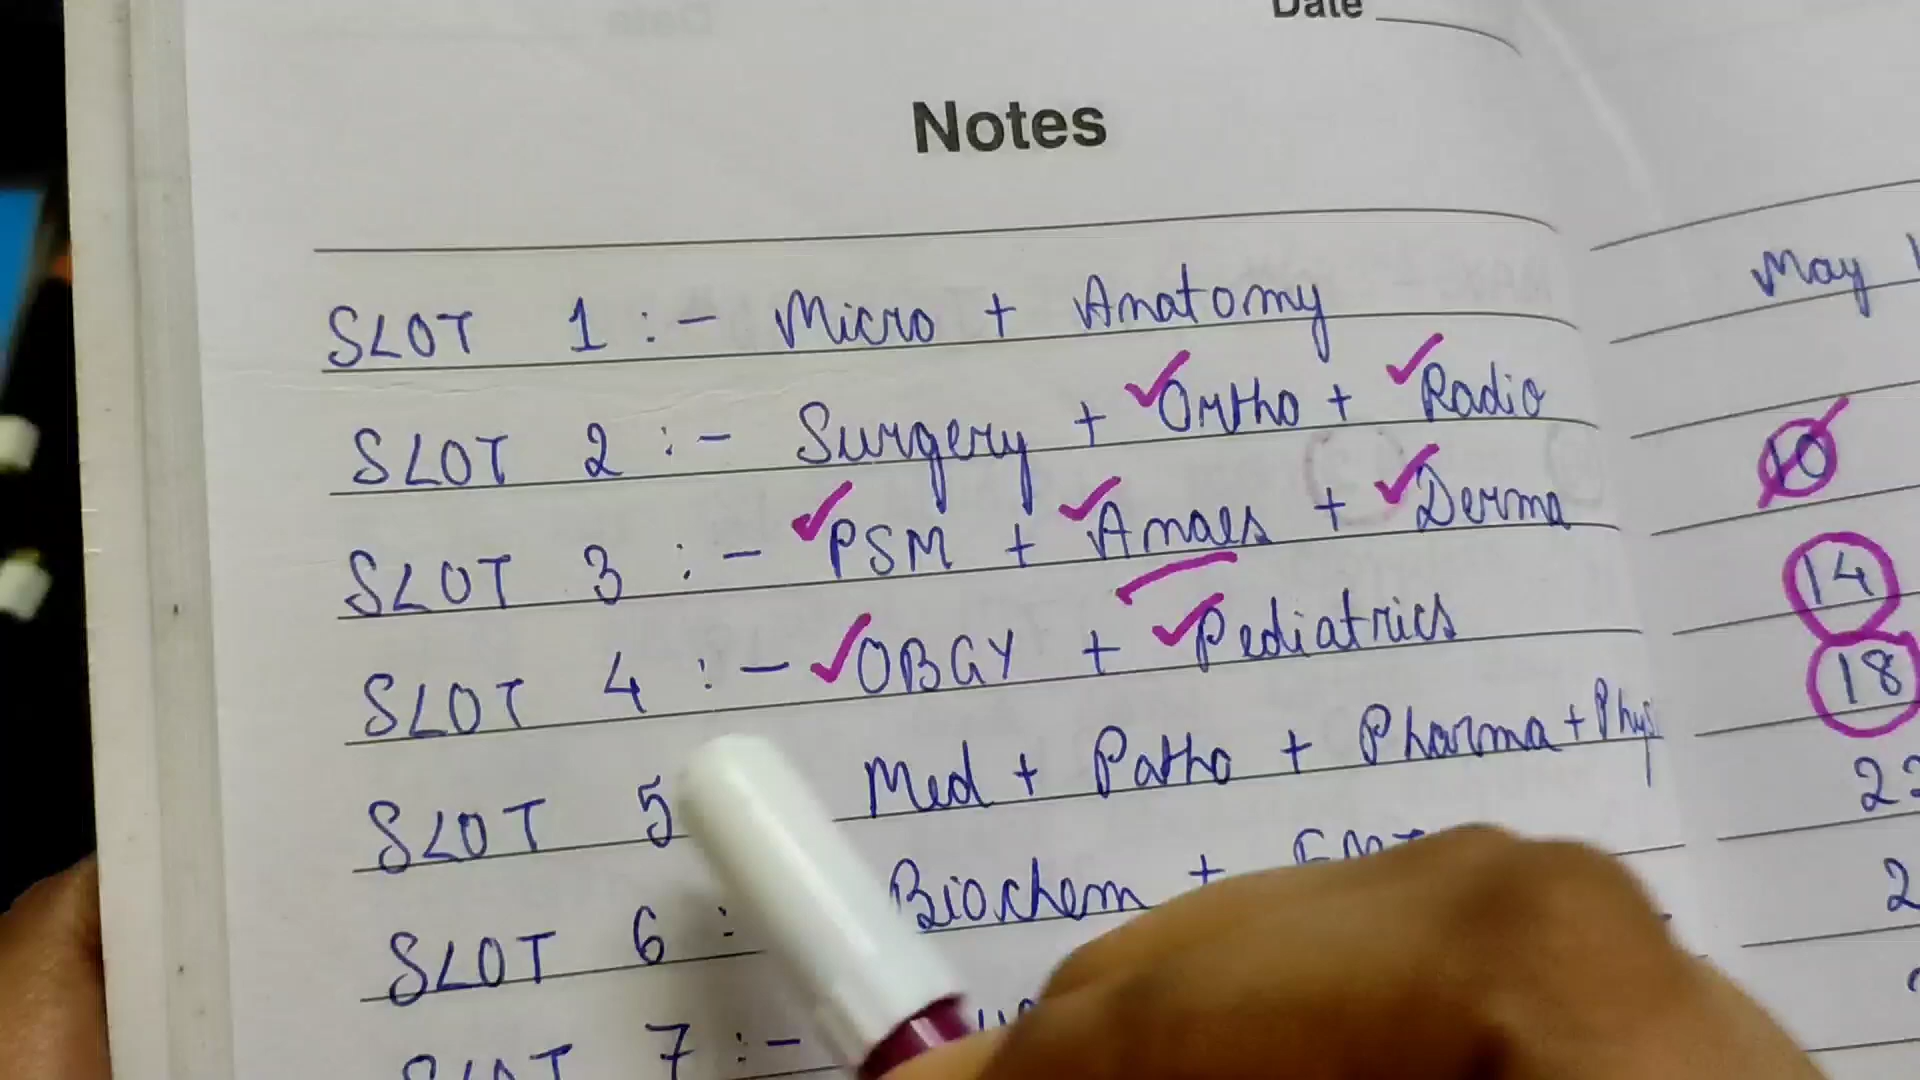 Date
Notes
SLOT 1 :- Micro + Anatomy
SLOT 2 :- Surgery + Ortho + Radio
SLOT 3 :- PSM + Anaes + Derma
SLOT 4 :- OBGY + Pediatrics
SLOT 5 Med + Patho + Pharma + Phy
SLOT 6 : Biochem +
SLOT 7 :-
May
10
14
18